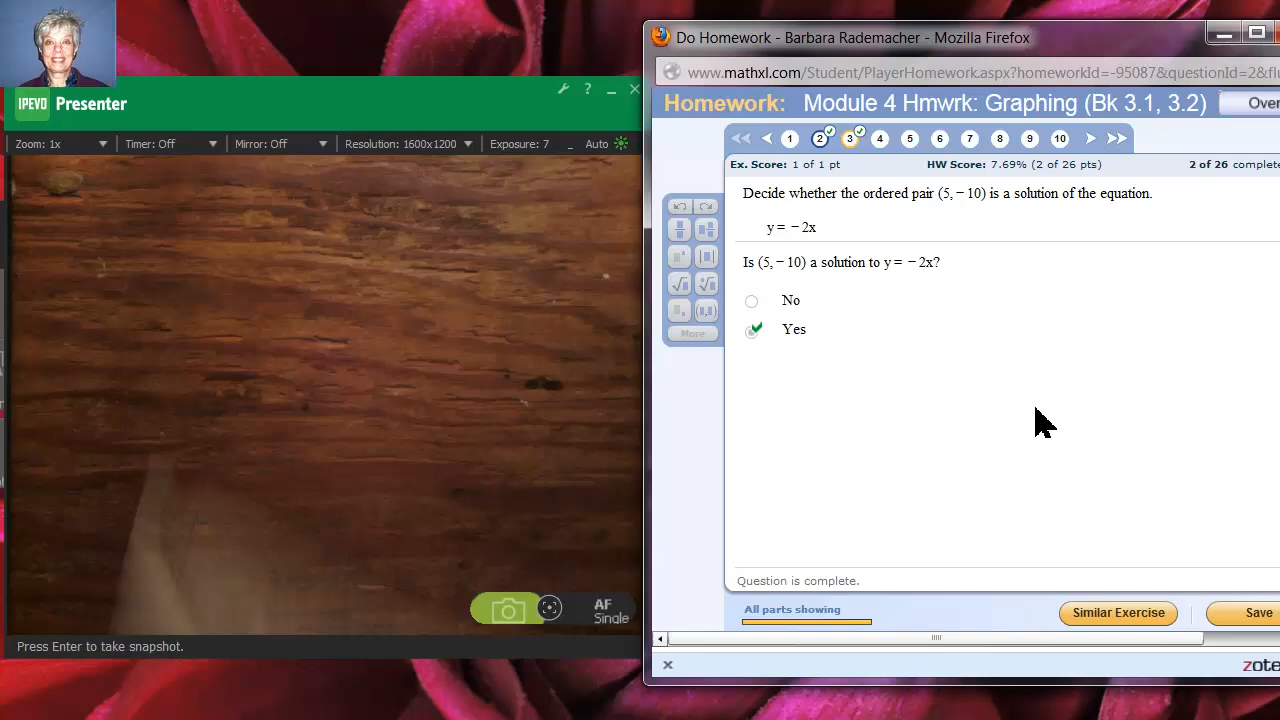 Do Homework - Barbara Rademacher - Mozilla Firefox
www.mathxl.com/Student/PlayerHomework.aspx?homeworkId=-95087&questionId=2&flu
IPEVO Presenter
Homework: Module 4 Hmwrk: Graphing (Bk 3.1, 3.2) Over
Zoom: 1x Timer: Off Mirror: Off Resolution: 1600x1200 Exposure: 7 Auto
1 2 3 4 5 6 7 8 9 10
Ex. Score: 1 of 1 pt HW Score: 7.69% (2 of 26 pts) 2 of 26 complete
Decide whether the ordered pair (5, − 10) is a solution of the equation.
y = − 2x
Is (5, − 10) a solution to y = − 2x?
No
Yes
More
Question is complete.
All parts showing Similar Exercise Save
AF
Single
Press Enter to take snapshot.
zote